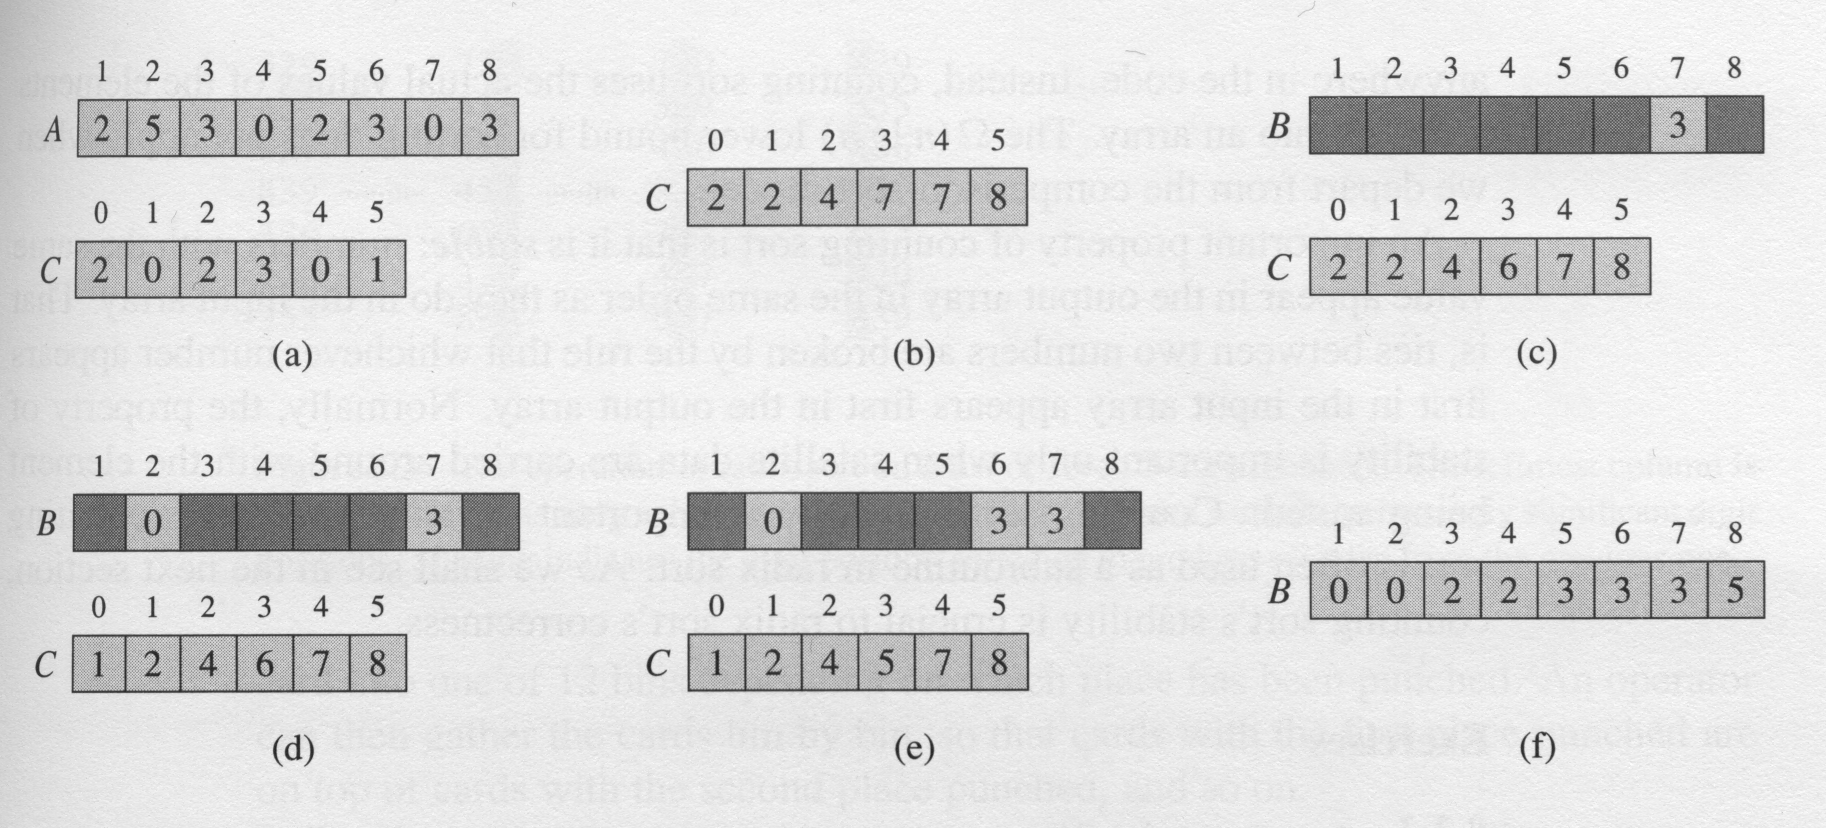 1 2 3 4 5 6 7 8
A 2 5 3 0 2 3 0 3
0 1 2 3 4 5
C 2 0 2 3 0 1
(a)
0 1 2 3 4 5
C 2 2 4 7 7 8
(b)
1 2 3 4 5 6 7 8
B 3
0 1 2 3 4 5
C 2 2 4 6 7 8
(c)
1 2 3 4 5 6 7 8
B 0 3
0 1 2 3 4 5
C 1 2 4 6 7 8
(d)
1 2 3 4 5 6 7 8
B 0 3 3
0 1 2 3 4 5
C 1 2 4 5 7 8
(e)
1 2 3 4 5 6 7 8
B 0 0 2 2 3 3 3 5
(f)